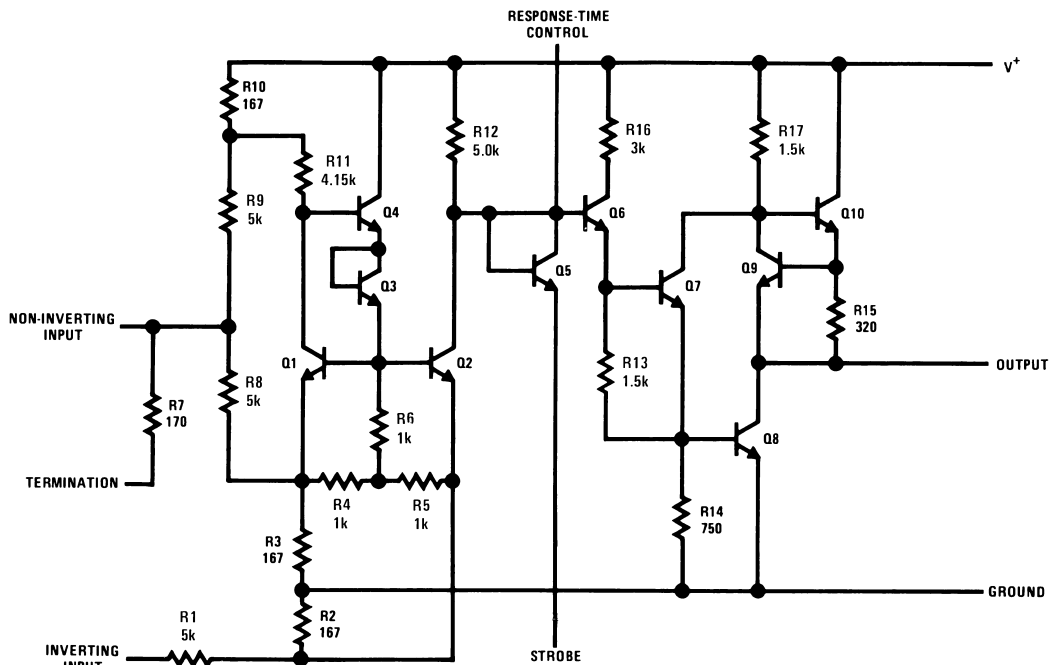 RESPONSE-TIME
CONTROL
V+
R10
167
R12
5.0k
R16
3k
R17
1.5k
R11
4.15k
R9
5k
Q4
Q6
Q10
Q3
Q5
Q7
Q9
R15
320
NON-INVERTING
INPUT
Q1
Q2
OUTPUT
R8
5k
R13
1.5k
R7
170
R6
1k
Q8
TERMINATION
R4
1k
R5
1k
R14
750
R3
167
GROUND
R1
5k
R2
167
INVERTING
INPUT
STROBE